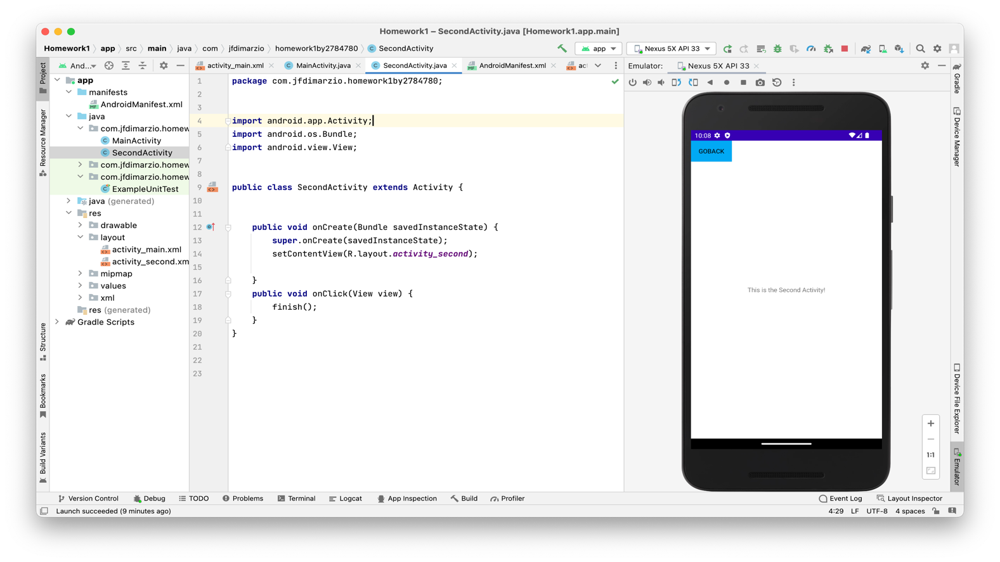 Homework1 – SecondActivity.java [Homework1.app.main]
Homework1 app src main java com jfdimarzio homework1by2784780 SecondActivity
app Nexus 5X API 33
And...
activity_main.xml MainActivity.java SecondActivity.java AndroidManifest.xml
Emulator: Nexus 5X API 33
Project
Resource Manager
Structure
Bookmarks
Build Variants
app
manifests
AndroidManifest.xml
java
com.jfdimarzio.homew
MainActivity
SecondActivity
com.jfdimarzio.homew
com.jfdimarzio.homew
ExampleUnitTest
java (generated)
res
drawable
layout
activity_main.xml
activity_second.xm
mipmap
values
xml
res (generated)
Gradle Scripts
1 package com.jfdimarzio.homework1by2784780;
2
3
4 import android.app.Activity;
5 import android.os.Bundle;
6 import android.view.View;
7
8
9 public class SecondActivity extends Activity {
10
11
12 public void onCreate(Bundle savedInstanceState) {
13 super.onCreate(savedInstanceState);
14 setContentView(R.layout.activity_second);
15
16 }
17 public void onClick(View view) {
18 finish();
19 }
20 }
21
22
23
10:08
GOBACK
This is the Second Activity!
1:1
Gradle
Device Manager
Device File Explorer
Emulator
Version Control Debug TODO Problems Terminal Logcat App Inspection Build Profiler Event Log Layout Inspector
Launch succeeded (9 minutes ago) 4:29 LF UTF-8 4 spaces